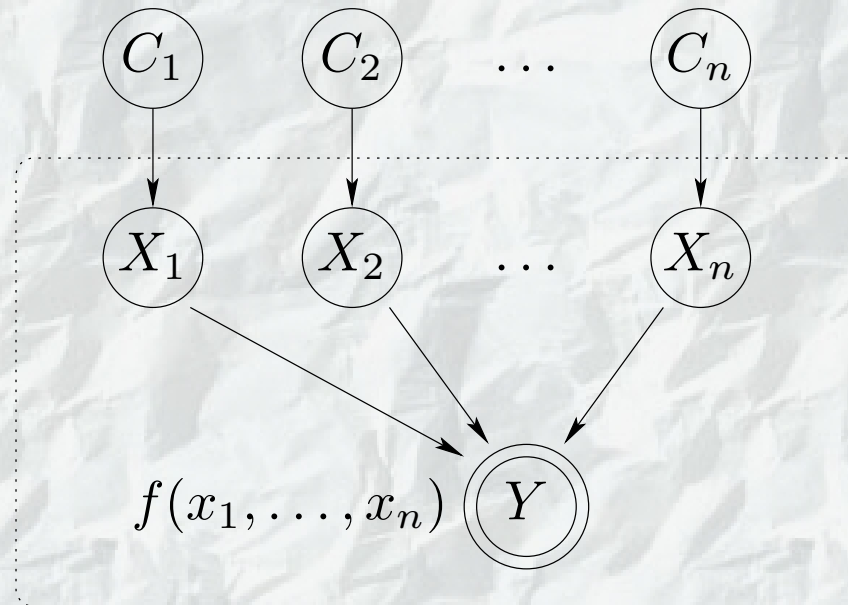 C₁ C₂ … Cₙ
X₁ X₂ … Xₙ
f(x₁, …, xₙ) Y